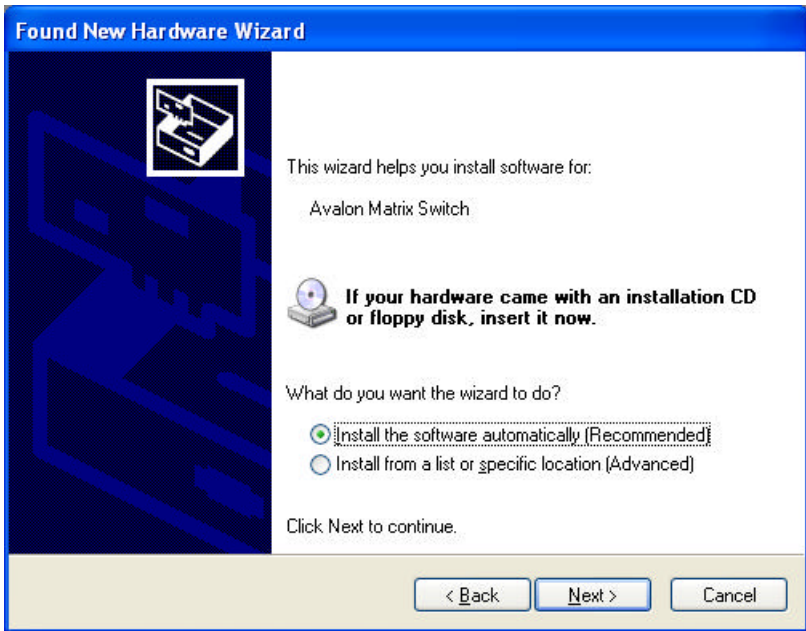 Found New Hardware Wizard
This wizard helps you install software for:
Avalon Matrix Switch
If your hardware came with an installation CD
or floppy disk, insert it now.
What do you want the wizard to do?
Install the software automatically (Recommended)
Install from a list or specific location (Advanced)
Click Next to continue.
< Back Next > Cancel